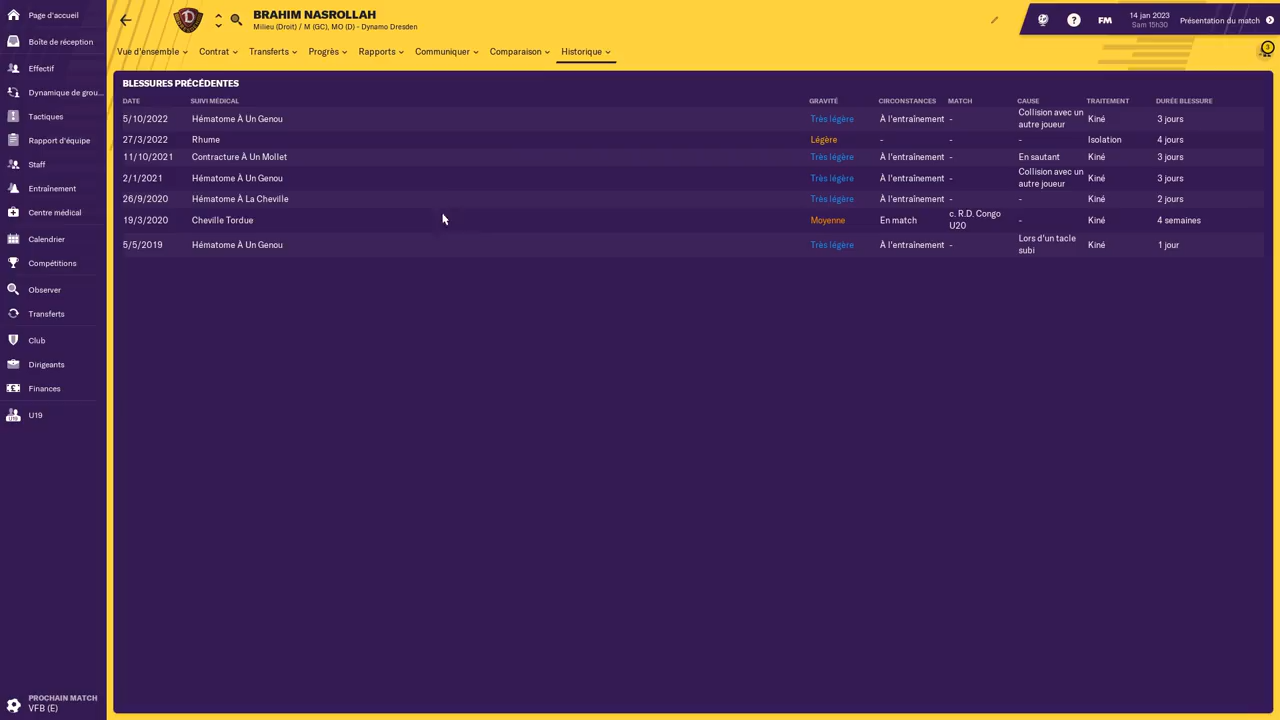 Page d'accueil
Boîte de réception
Effectif
Dynamique de grou...
Tactiques
Rapport d'équipe
Staff
Entraînement
Centre médical
Calendrier
Compétitions
Observer
Transferts
Club
Dirigeants
Finances
U19
PROCHAIN MATCH
VFB (E)
BRAHIM NASROLLAH
Milieu (Droit) / M (GC), MO (D) - Dynamo Dresden
FM
14 jan 2023
Sam 15h30
Présentation du match
3
Vue d'ensemble Contrat Transferts Progrès Rapports Communiquer Comparaison Historique
BLESSURES PRÉCÉDENTES
DATE SUIVI MÉDICAL GRAVITÉ CIRCONSTANCES MATCH CAUSE TRAITEMENT DURÉE BLESSURE
5/10/2022 Hématome À Un Genou Très légère À l'entraînement - Collision avec un autre joueur Kiné 3 jours
27/3/2022 Rhume Légère - - - Isolation 4 jours
11/10/2021 Contracture À Un Mollet Très légère À l'entraînement - En sautant Kiné 3 jours
2/1/2021 Hématome À Un Genou Très légère À l'entraînement - Collision avec un autre joueur Kiné 3 jours
26/9/2020 Hématome À La Cheville Très légère À l'entraînement - - Kiné 2 jours
19/3/2020 Cheville Tordue Moyenne En match c. R.D. Congo U20 - Kiné 4 semaines
5/5/2019 Hématome À Un Genou Très légère À l'entraînement - Lors d'un tacle subi Kiné 1 jour